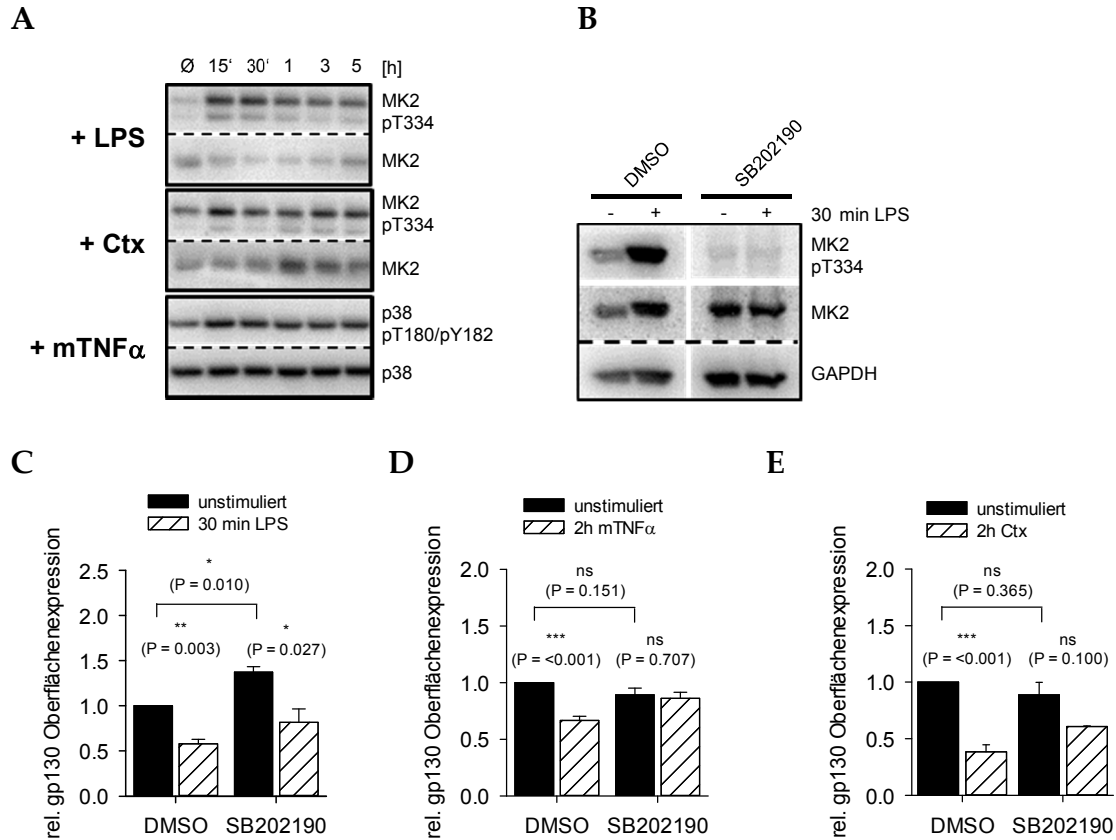 A
Ø 15‘ 30‘ 1 3 5 [h]
+ LPS
MK2
pT334
MK2
+ Ctx
MK2
pT334
MK2
+ mTNFα
p38
pT180/pY182
p38
B
DMSO SB202190
- + - + 30 min LPS
MK2
pT334
MK2
GAPDH
C
unstimuliert
30 min LPS
rel. gp130 Oberflächenexpression
2.5
2.0
1.5
1.0
0.5
0.0
*
(P = 0.010)
** *
(P = 0.003) (P = 0.027)
DMSO SB202190
D
unstimuliert
2h mTNFα
rel. gp130 Oberflächenexpression
2.0
1.5
1.0
0.5
0.0
ns
(P = 0.151)
*** ns
(P = <0.001) (P = 0.707)
DMSO SB202190
E
unstimuliert
2h Ctx
rel. gp130 Oberflächenexpression
2.0
1.5
1.0
0.5
0.0
ns
(P = 0.365)
*** ns
(P = <0.001) (P = 0.100)
DMSO SB202190